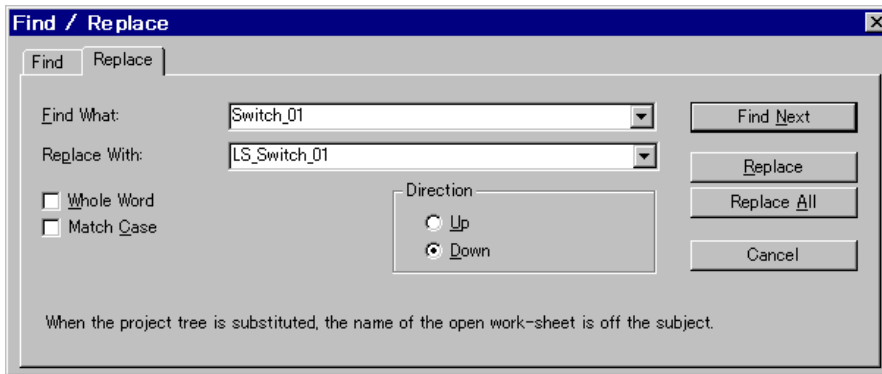 Find / Replace
Find Replace
Find What: Switch_01 Find Next
Replace With: LS_Switch_01 Replace
Whole Word Direction Replace All
Match Case Up
Down Cancel
When the project tree is substituted, the name of the open work-sheet is off the subject.